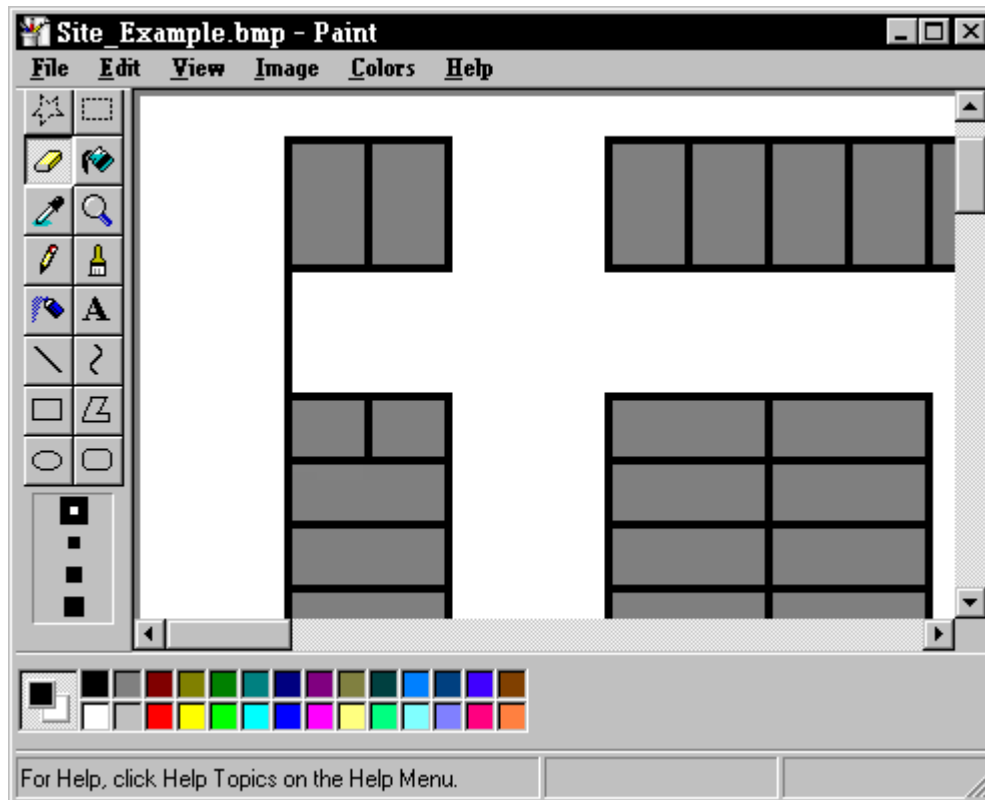 Site_Example.bmp - Paint
File Edit View Image Colors Help
A
For Help, click Help Topics on the Help Menu.